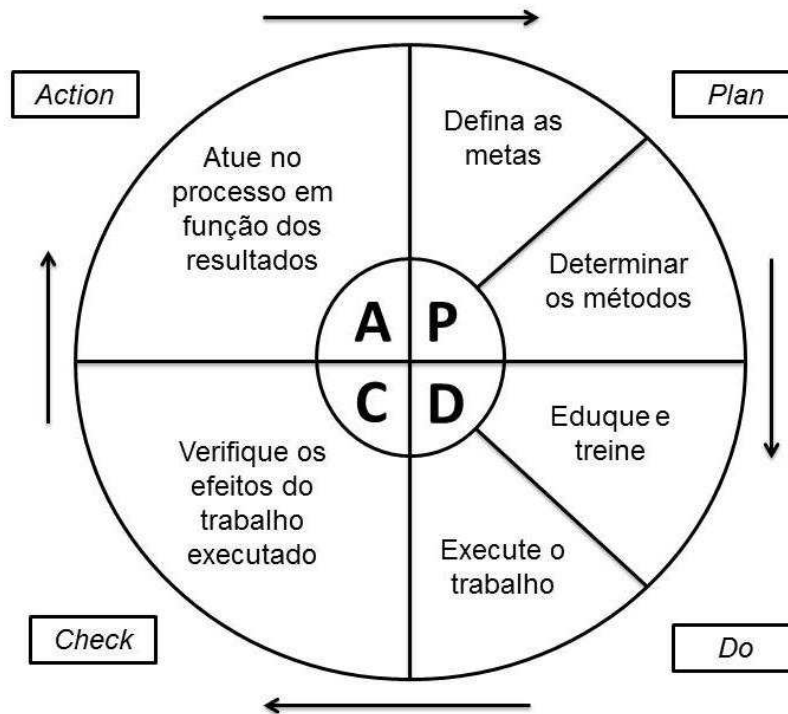 Action
Plan
Defina as
metas
Atue no
processo em
função dos
resultados
Determinar
os métodos
A P
C D
Eduque e
treine
Verifique os
efeitos do
trabalho
executado
Execute o
trabalho
Check
Do